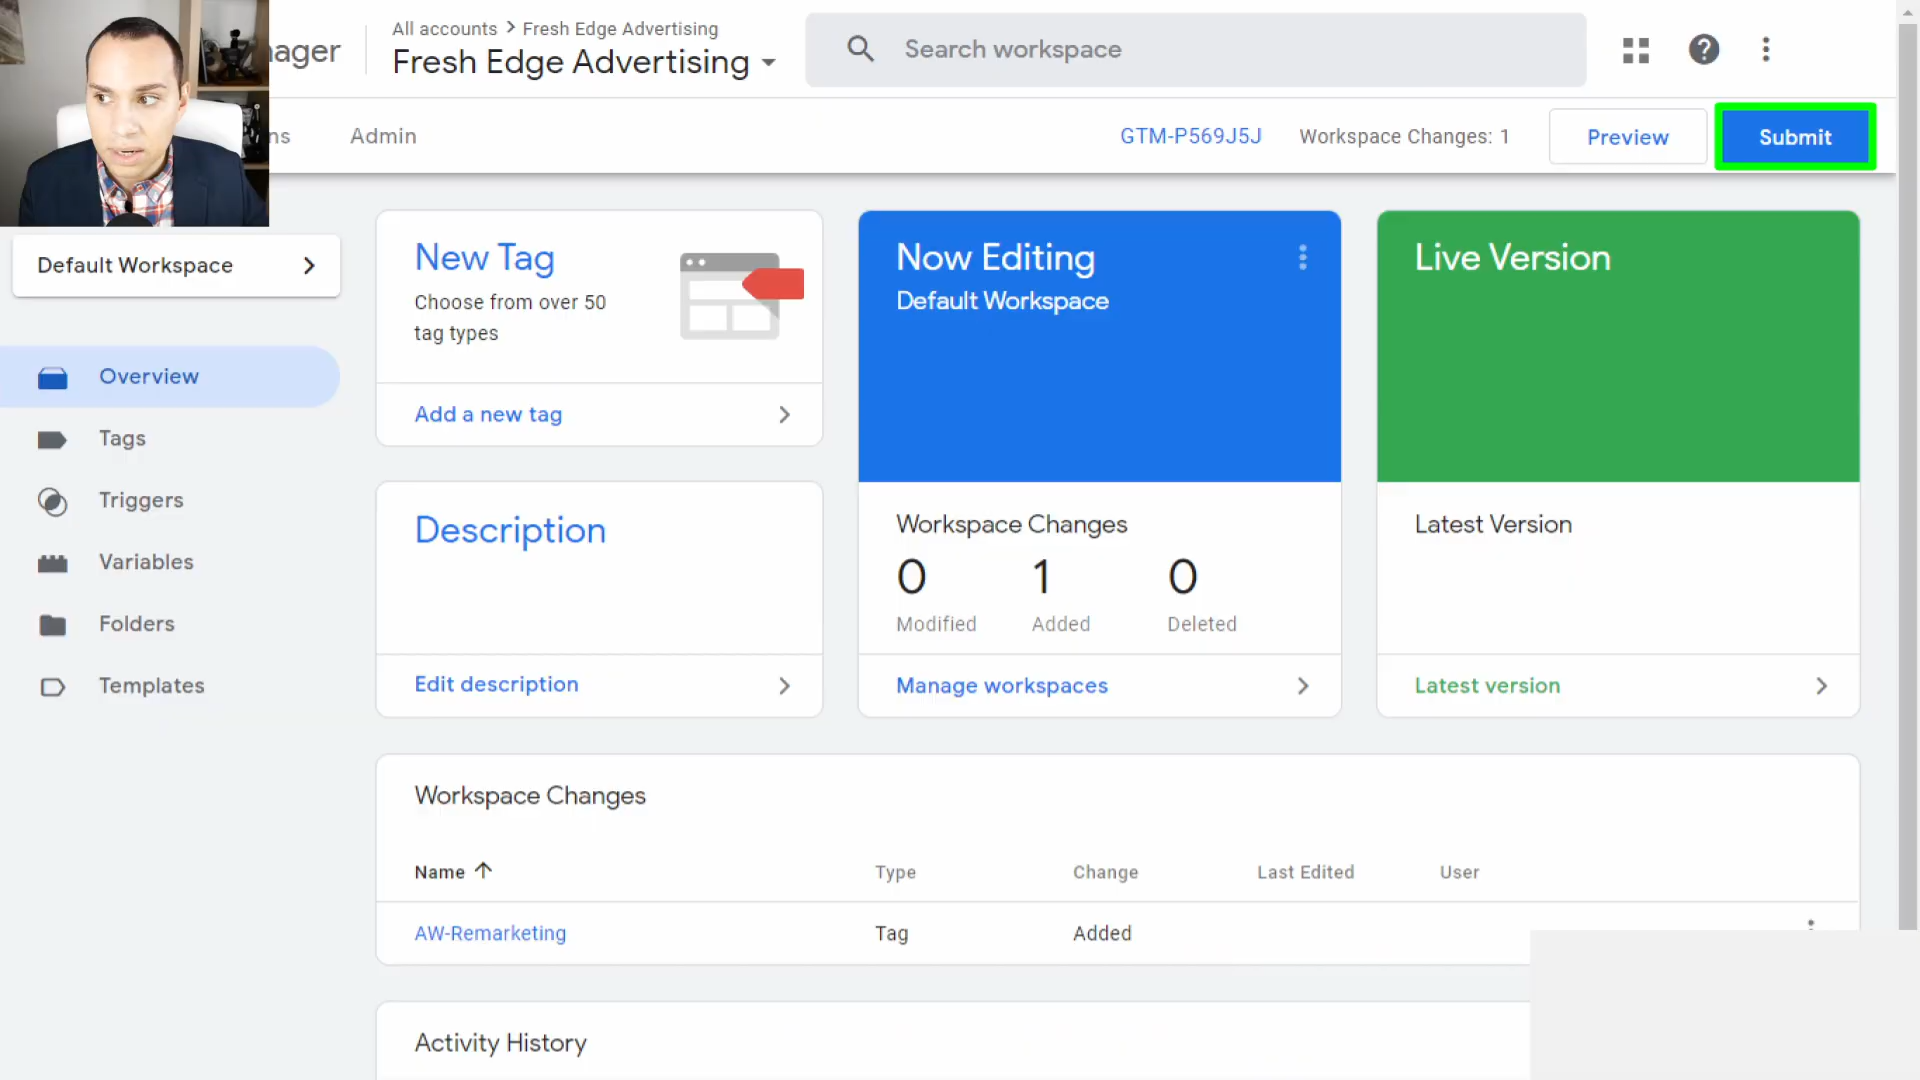 ager
All accounts > Fresh Edge Advertising
Fresh Edge Advertising
Search workspace
ns
Admin
GTM-P569J5J
Workspace Changes: 1
Preview
Submit
Default Workspace
Overview
Tags
Triggers
Variables
Folders
Templates
New Tag
Choose from over 50
tag types
Add a new tag
Description
Edit description
Now Editing
Default Workspace
Workspace Changes
0 1 0
Modified Added Deleted
Manage workspaces
Live Version
Latest Version
Latest version
Workspace Changes
Name Type Change Last Edited User
AW-Remarketing Tag Added
Activity History